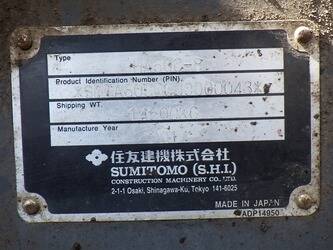 Type
Product Identification Number (PIN)
Shipping WT.
Manufacture Year
住友建機株式会社
SUMITOMO (S.H.I.)
CONSTRUCTION MACHINERY CO., LTD.
2-1-1 Osaki, Shinagawa-Ku, Tokyo 141-6025
MADE IN JAPAN
ADP14950